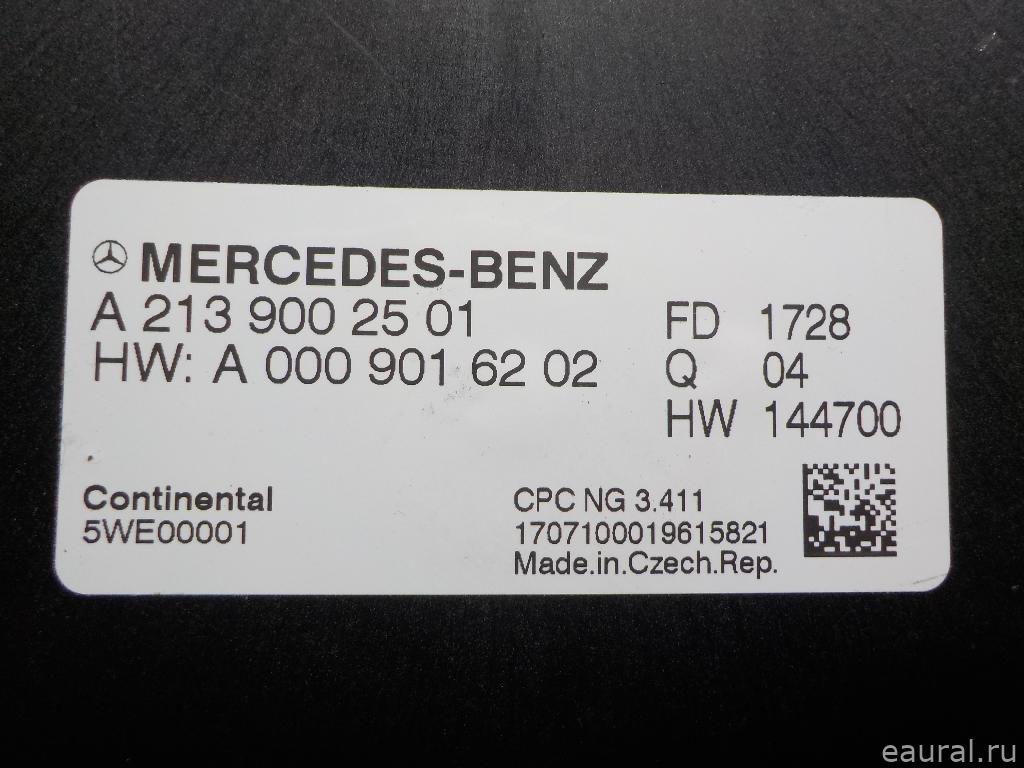 MERCEDES-BENZ
A 213 900 25 01
HW: A 000 901 62 02
FD 1728
Q 04
HW 144700
Continental
5WE00001
CPC NG 3.411
1707100019615821
Made.in.Czech.Rep.
eaural.ru